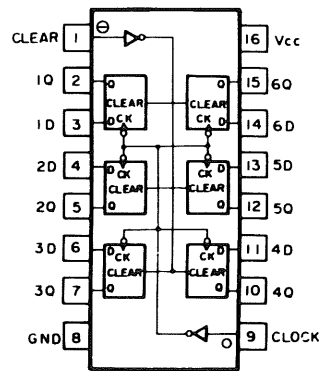 CLEAR 1 16 Vcc
1Q 2 Q CLEAR D CK Q CLEAR D CK 15 6Q
1D 3 14 6D
2D 4 D CK CLEAR Q D CK CLEAR Q 13 5D
2Q 5 12 5Q
3D 6 D CK CLEAR Q D CK CLEAR Q 11 4D
3Q 7 10 4Q
GND 8 9 CLOCK